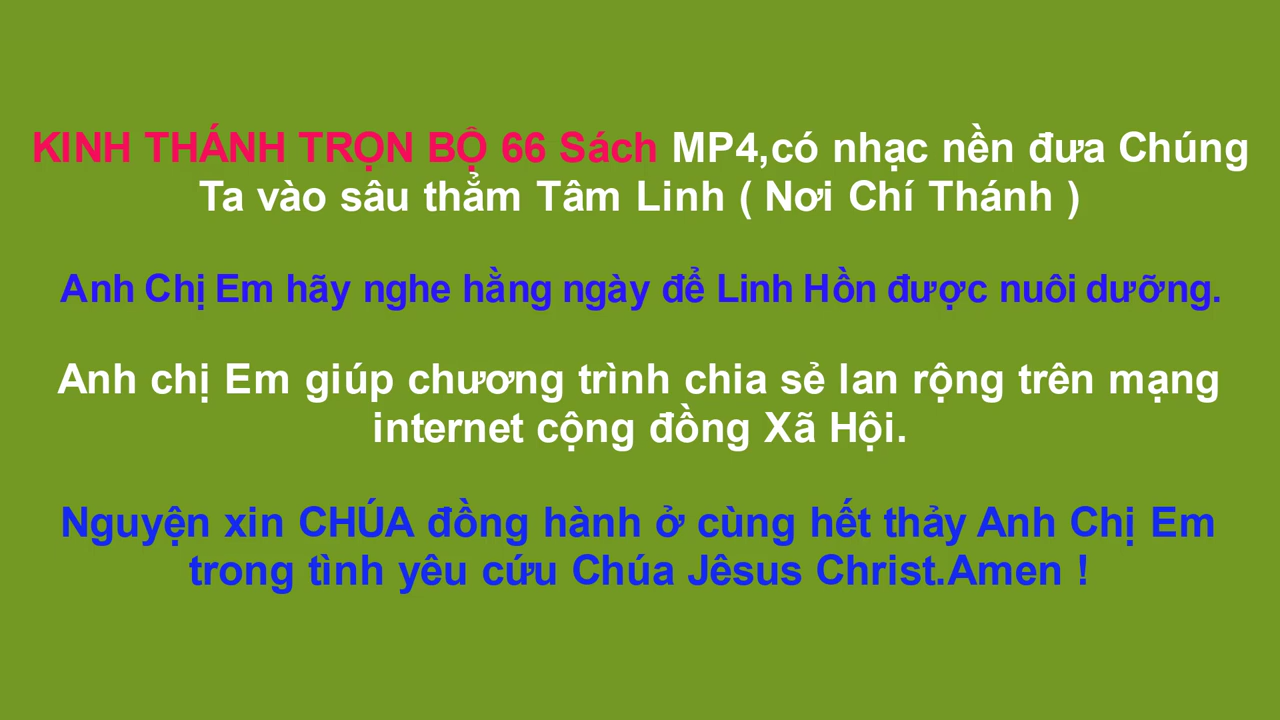 KINH THÁNH TRỌN BỘ 66 Sách MP4,có nhạc nền đưa Chúng
Ta vào sâu thẳm Tâm Linh ( Nơi Chí Thánh )
Anh Chị Em hãy nghe hằng ngày để Linh Hồn được nuôi dưỡng.
Anh chị Em giúp chương trình chia sẻ lan rộng trên mạng
internet cộng đồng Xã Hội.
Nguyện xin CHÚA đồng hành ở cùng hết thảy Anh Chị Em
trong tình yêu cứu Chúa Jêsus Christ.Amen !